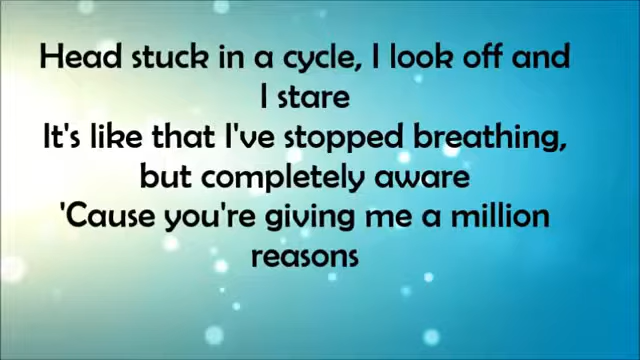 Head stuck in a cycle, I look off and
I stare
It's like that I've stopped breathing,
but completely aware
'Cause you're giving me a million
reasons